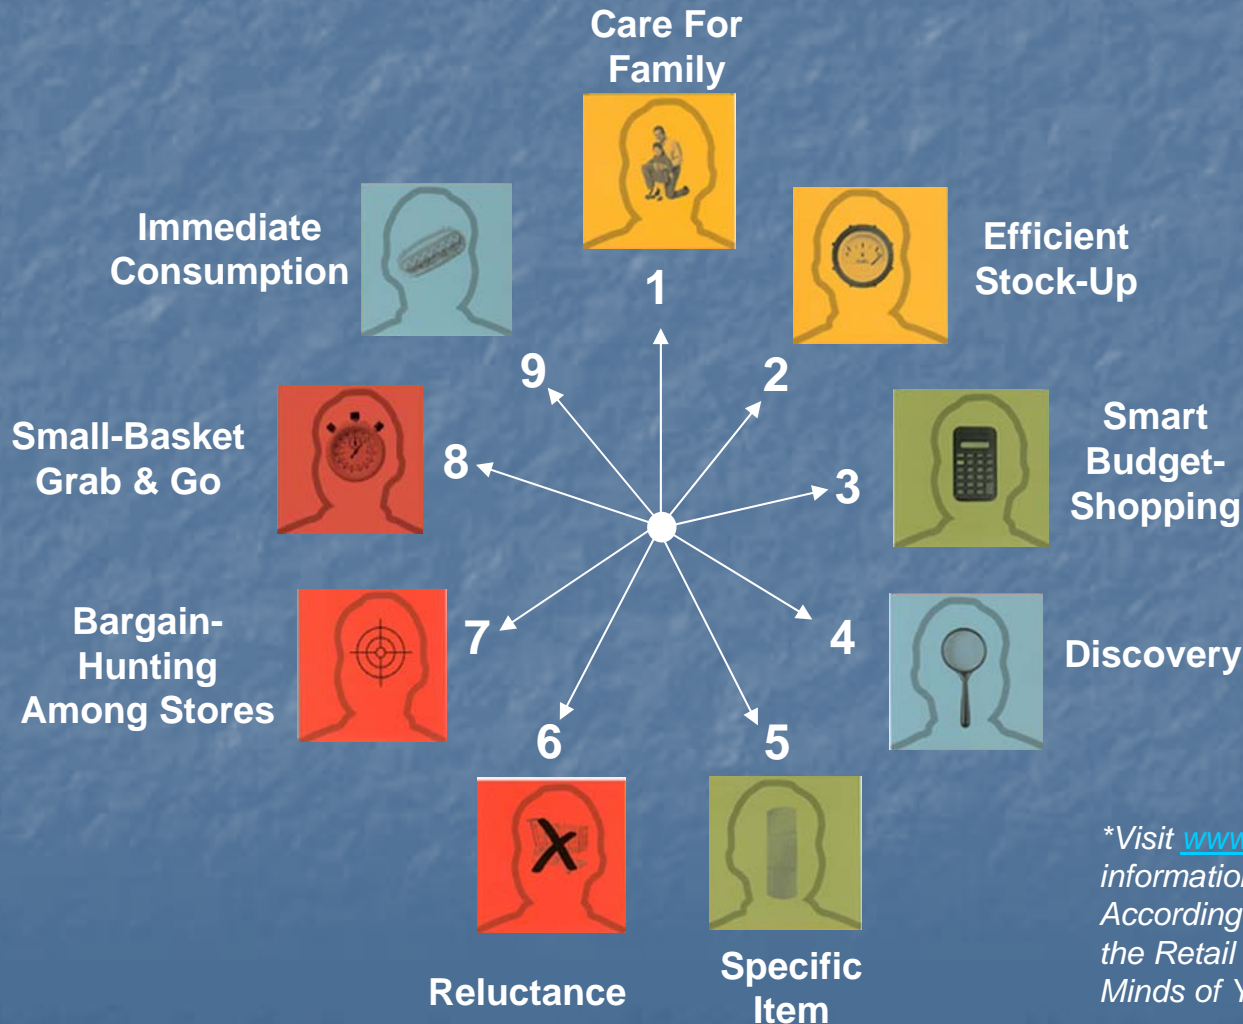 Care For
Family
1
Efficient
Stock-Up
2
Smart
Budget-
Shopping
3
Discovery
4
Specific
Item
5
Reluctance
6
Bargain-
Hunting
Among Stores
7
Small-Basket
Grab & Go
8
Immediate
Consumption
9
*Visit www
information
According
the Retail
Minds of